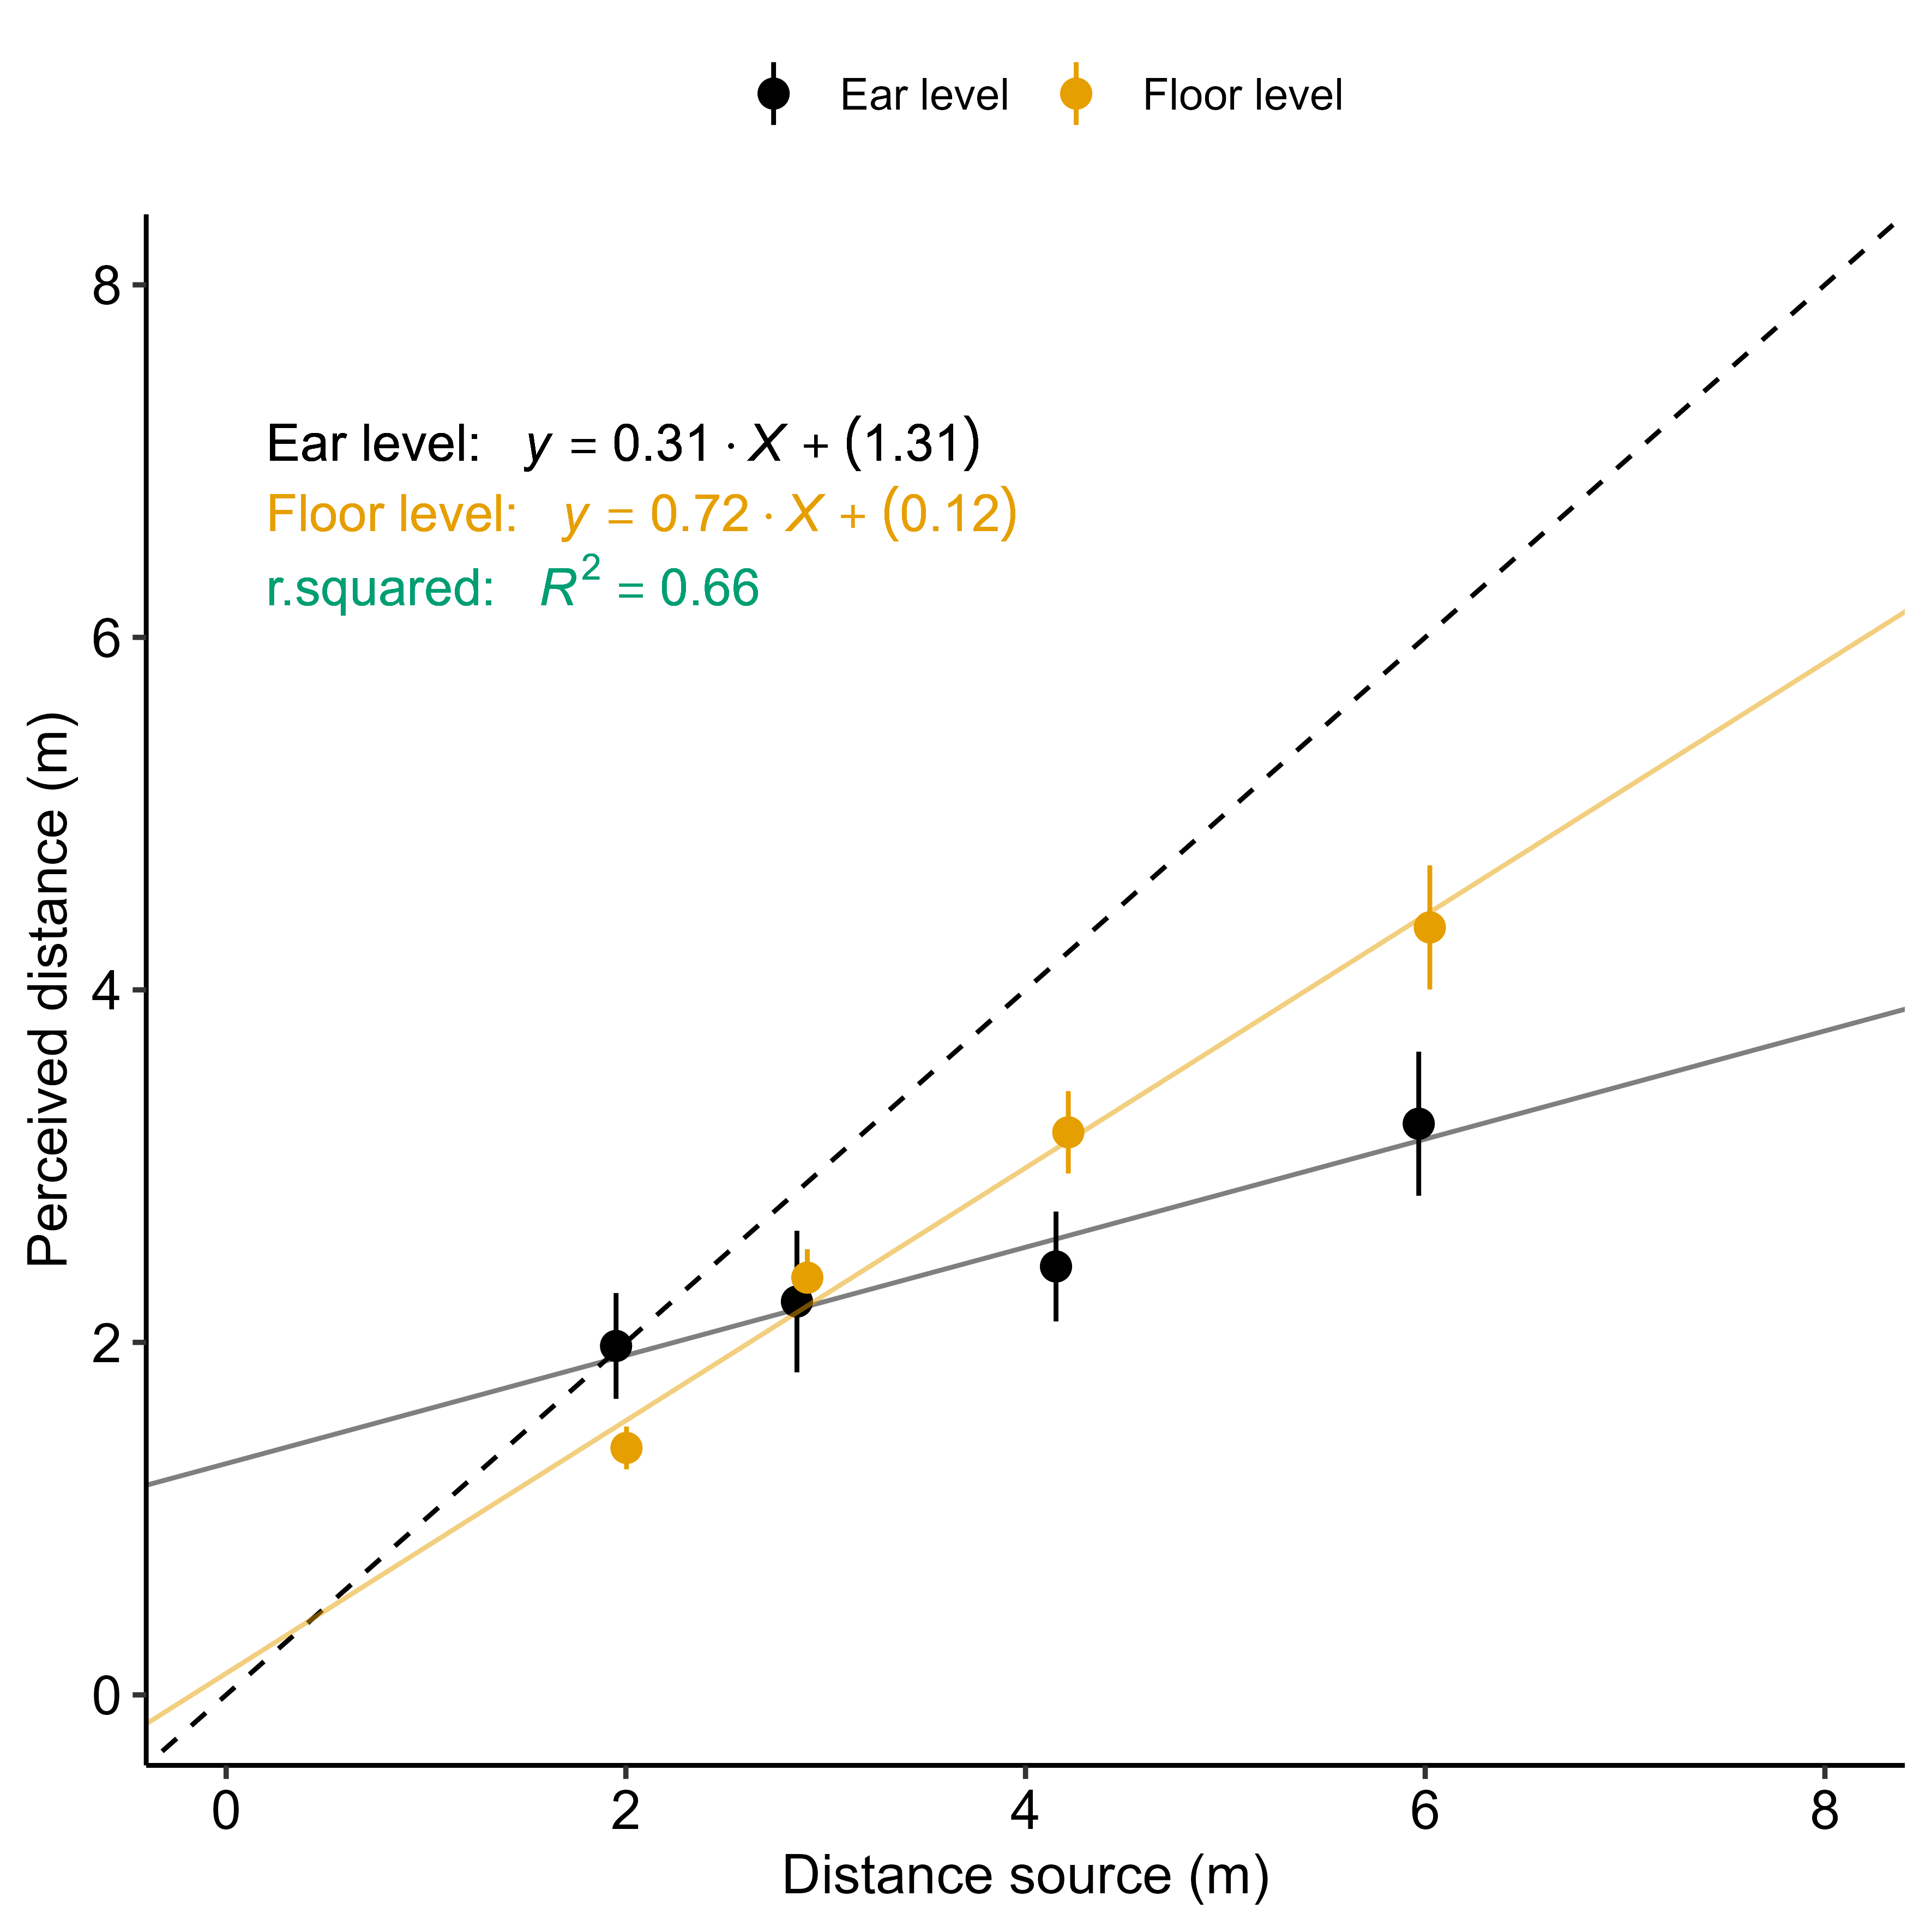 Ear level Floor level
8
6
4
2
0
Ear level: y = 0.31 · X + (1.31)
Floor level: y = 0.72 · X + (0.12)
r.squared: R² = 0.66
Perceived distance (m)
0 2 4 6 8
Distance source (m)